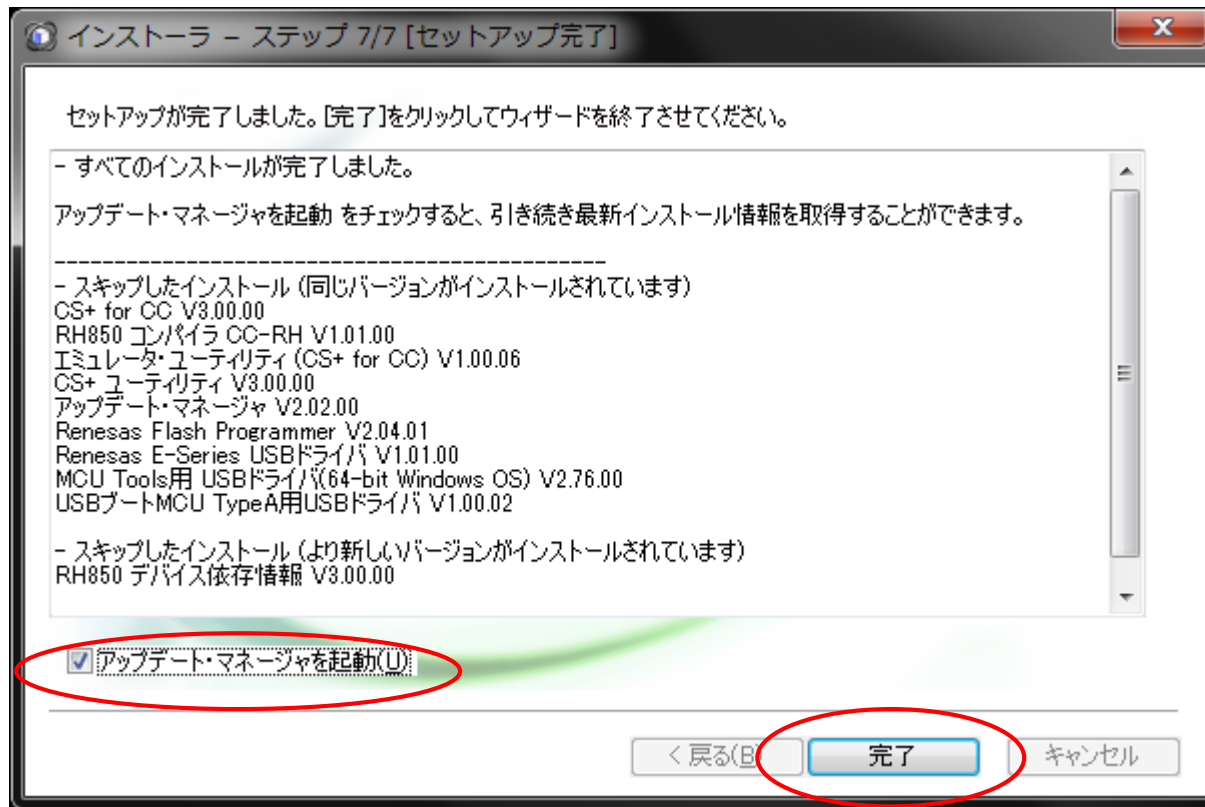 インストーラ － ステップ 7/7 [セットアップ完了]
セットアップが完了しました。[完了]をクリックしてウィザードを終了させてください。
- すべてのインストールが完了しました。
アップデート・マネージャを起動 をチェックすると、引き続き最新インストール情報を取得することができます。
----------------------------------------------
- スキップしたインストール (同じバージョンがインストールされています)
CS+ for CC V3.00.00
RH850 コンパイラ CC-RH V1.01.00
エミュレータ・ユーティリティ (CS+ for CC) V1.00.06
CS+ ユーティリティ V3.00.00
アップデート・マネージャ V2.02.00
Renesas Flash Programmer V2.04.01
Renesas E-Series USBドライバ V1.01.00
MCU Tools用 USBドライバ(64-bit Windows OS) V2.76.00
USBブートMCU TypeA用USBドライバ V1.00.02
- スキップしたインストール (より新しいバージョンがインストールされています)
RH850 デバイス依存情報 V3.00.00
アップデート・マネージャを起動(U)
< 戻る(B) 完了 キャンセル